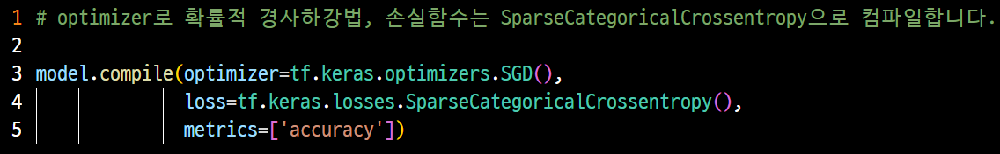 1 # optimizer로 확률적 경사하강법, 손실함수는 SparseCategoricalCrossentropy으로 컴파일합니다.
2
3 model.compile(optimizer=tf.keras.optimizers.SGD(),
4 loss=tf.keras.losses.SparseCategoricalCrossentropy(),
5 metrics=['accuracy'])